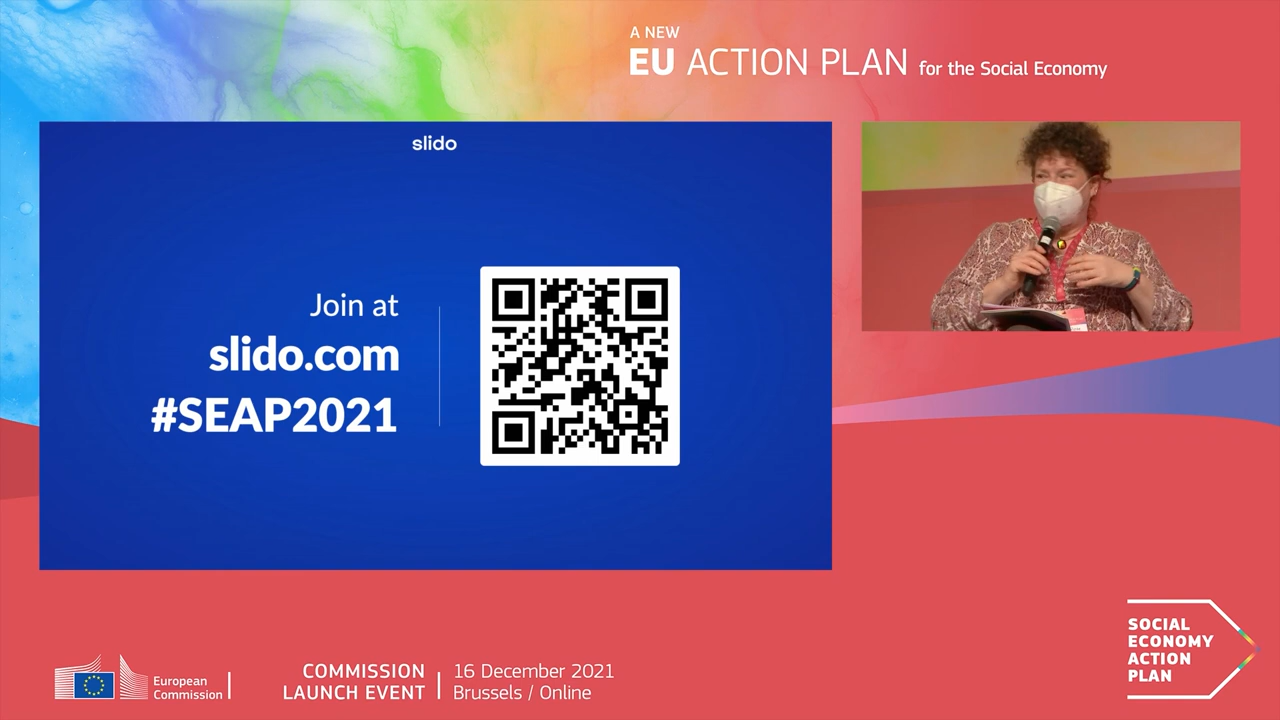 A NEW
EU ACTION PLAN for the Social Economy
slido
Join at
slido.com
#SEAP2021
European
Commission
COMMISSION
LAUNCH EVENT
16 December 2021
Brussels / Online
SOCIAL
ECONOMY
ACTION
PLAN